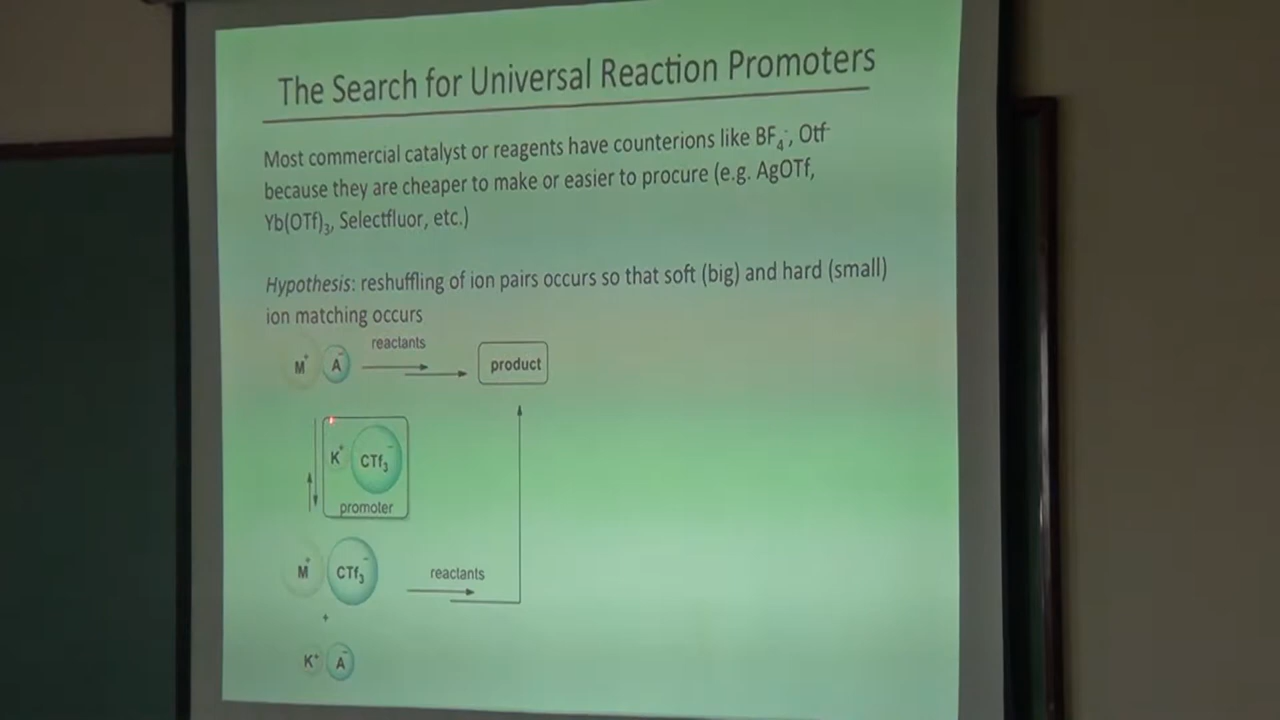 The Search for Universal Reaction Promoters
Most commercial catalyst or reagents have counterions like BF₄⁻, Otf⁻
because they are cheaper to make or easier to procure (e.g. AgOTf,
Yb(OTf)₃, Selectfluor, etc.)
Hypothesis: reshuffling of ion pairs occurs so that soft (big) and hard (small)
ion matching occurs
reactants
M⁺ A⁻ product
K⁺ CTf₃⁻
promoter
M⁺ CTf₃⁻ reactants
+
K⁺ A⁻